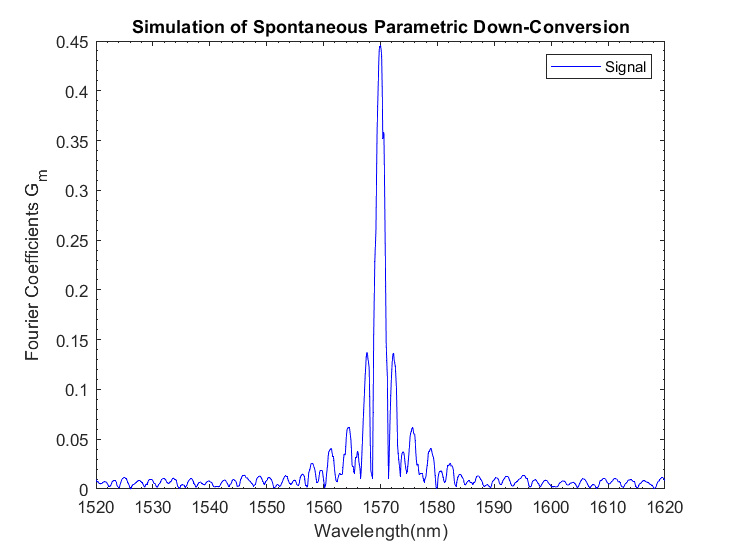 Simulation of Spontaneous Parametric Down-Conversion
Signal
0.45
0.4
0.35
0.3
0.25
0.2
0.15
0.1
0.05
0
Fourier Coefficients G_m
1520 1530 1540 1550 1560 1570 1580 1590 1600 1610 1620
Wavelength(nm)